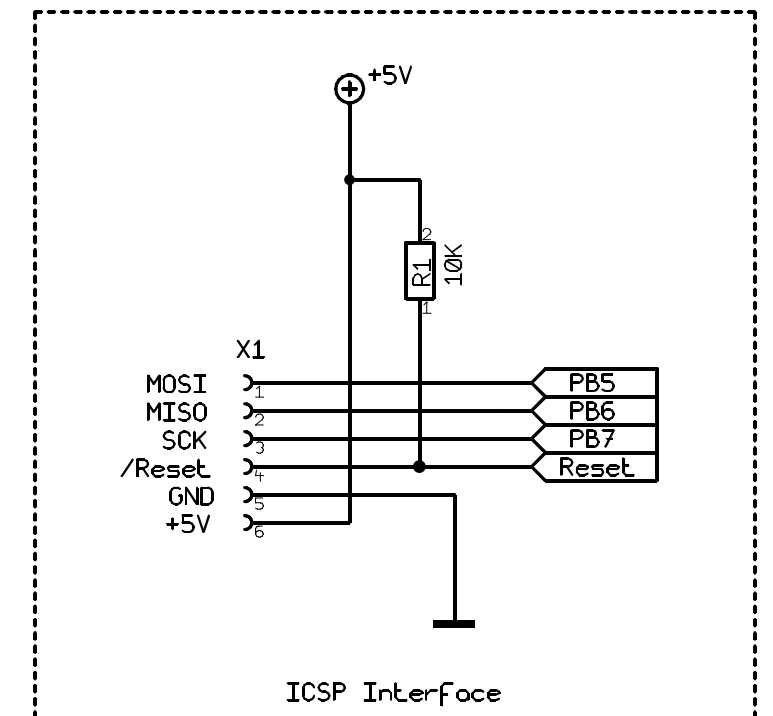 +5V
2
R1
10K
1
X1
MOSI
1
PB5
MISO
2
PB6
SCK
3
PB7
/Reset
4
Reset
GND
5
+5V
6
ICSP Interface